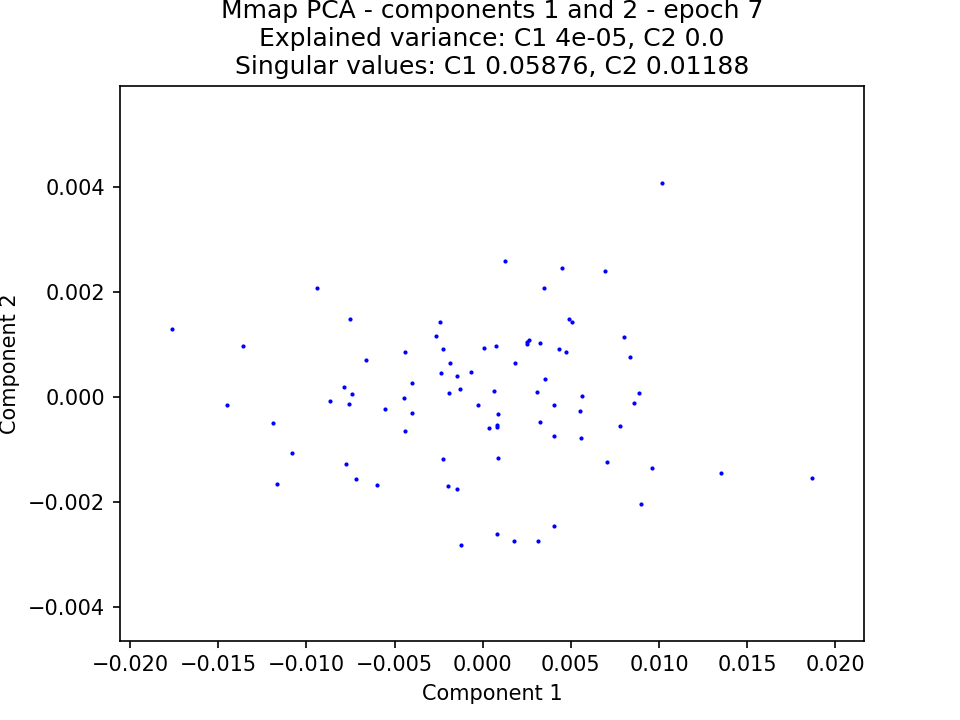 Mmap PCA - components 1 and 2 - epoch 7
Explained variance: C1 4e-05, C2 0.0
Singular values: C1 0.05876, C2 0.01188
Component 2
0.004
0.002
0.000
−0.002
−0.004
−0.020 −0.015 −0.010 −0.005 0.000 0.005 0.010 0.015 0.020
Component 1